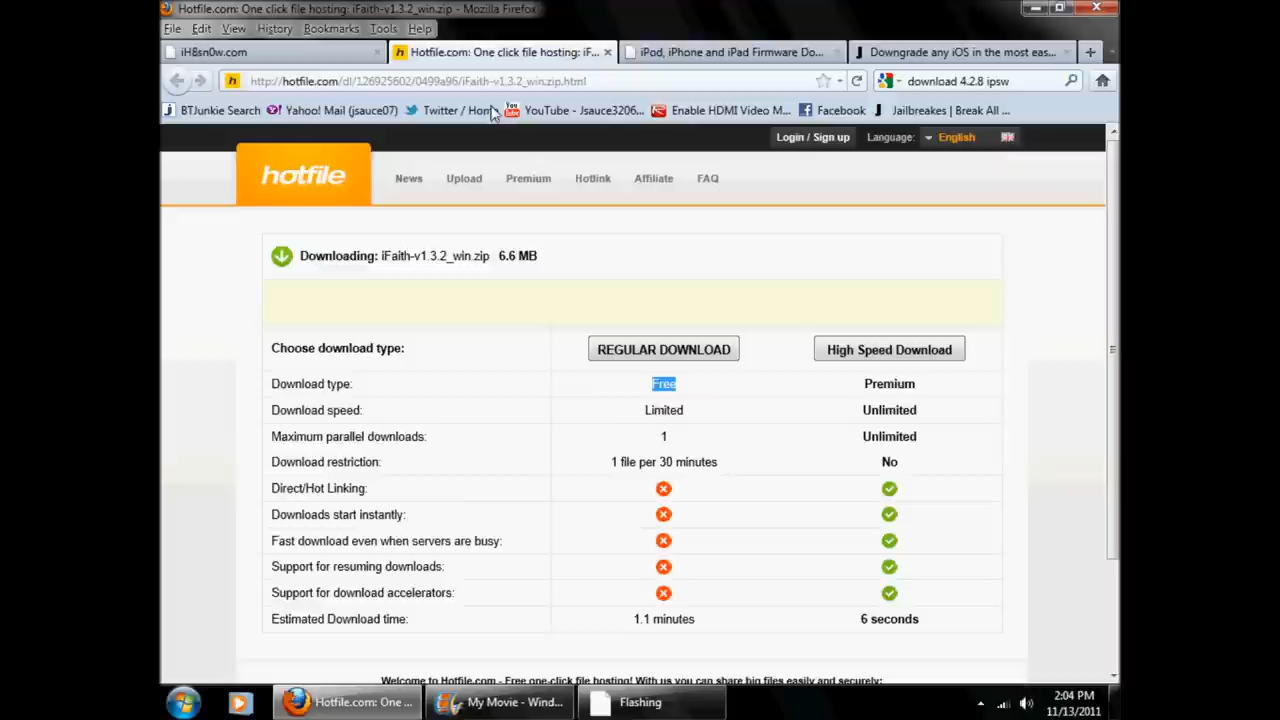 Hotfile.com: One click file hosting: iFaith-v1.3.2_win.zip - Mozilla Firefox
File Edit View History Bookmarks Tools Help
iH8sn0w.com
Hotfile.com: One click file hosting: iF...
iPod, iPhone and iPad Firmware Do...
Downgrade any iOS in the most eas...
http://hotfile.com/dl/126925602/0499a96/iFaith-v1.3.2_win.zip.html
download 4.2.8 ipsw
BTJunkie Search Yahoo! Mail (jsauce07) Twitter / Home YouTube - Jsauce3206... Enable HDMI Video M... Facebook Jailbreakes | Break All ...
Login / Sign up Language: English
hotfile
News Upload Premium Hotlink Affiliate FAQ
Downloading: iFaith-v1.3.2_win.zip 6.6 MB
Choose download type: REGULAR DOWNLOAD High Speed Download
Download type: Free Premium
Download speed: Limited Unlimited
Maximum parallel downloads: 1 Unlimited
Download restriction: 1 file per 30 minutes No
Direct/Hot Linking:
Downloads start instantly:
Fast download even when servers are busy:
Support for resuming downloads:
Support for download accelerators:
Estimated Download time: 1.1 minutes 6 seconds
Welcome to Hotfile.com - Free one-click file hosting! With us you can share big files easily and securely:
Hotfile.com: One ... My Movie - Wind... Flashing
2:04 PM
11/13/2011